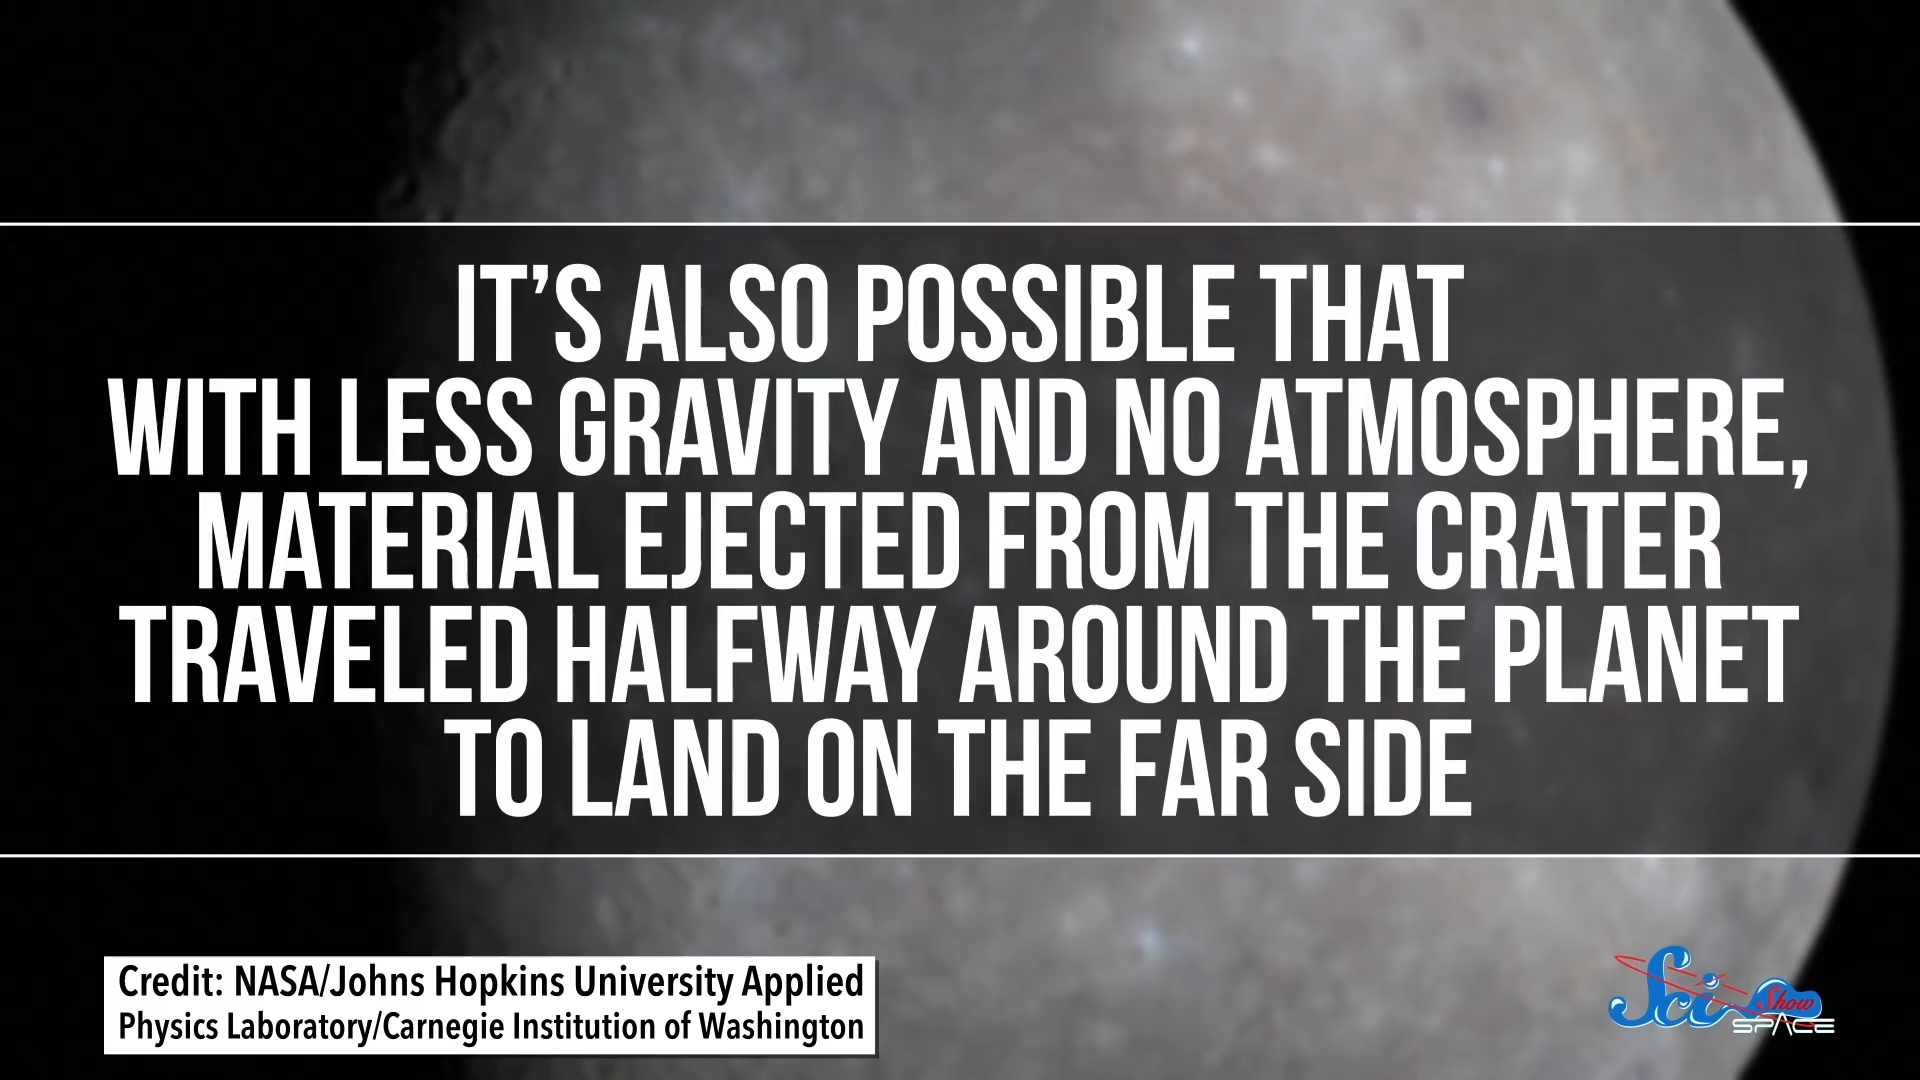 IT’S ALSO POSSIBLE THAT
WITH LESS GRAVITY AND NO ATMOSPHERE,
MATERIAL EJECTED FROM THE CRATER
TRAVELED HALFWAY AROUND THE PLANET
TO LAND ON THE FAR SIDE
Credit: NASA/Johns Hopkins University Applied
Physics Laboratory/Carnegie Institution of Washington
Sci Show
SPACE